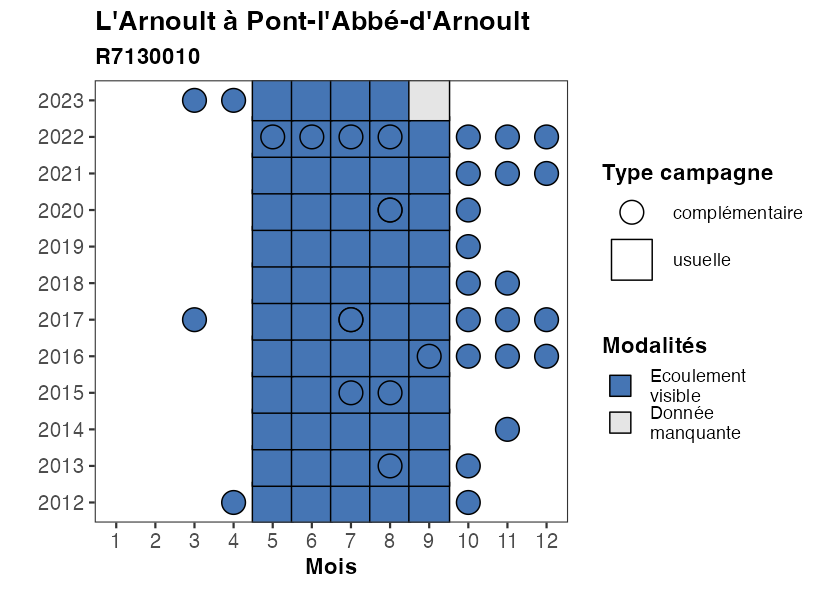 L'Arnoult à Pont-l'Abbé-d'Arnoult
R7130010
2023
2022
2021
2020
2019
2018
2017
2016
2015
2014
2013
2012
1 2 3 4 5 6 7 8 9 10 11 12
Mois
Type campagne
complémentaire
usuelle
Modalités
Ecoulement
visible
Donnée
manquante